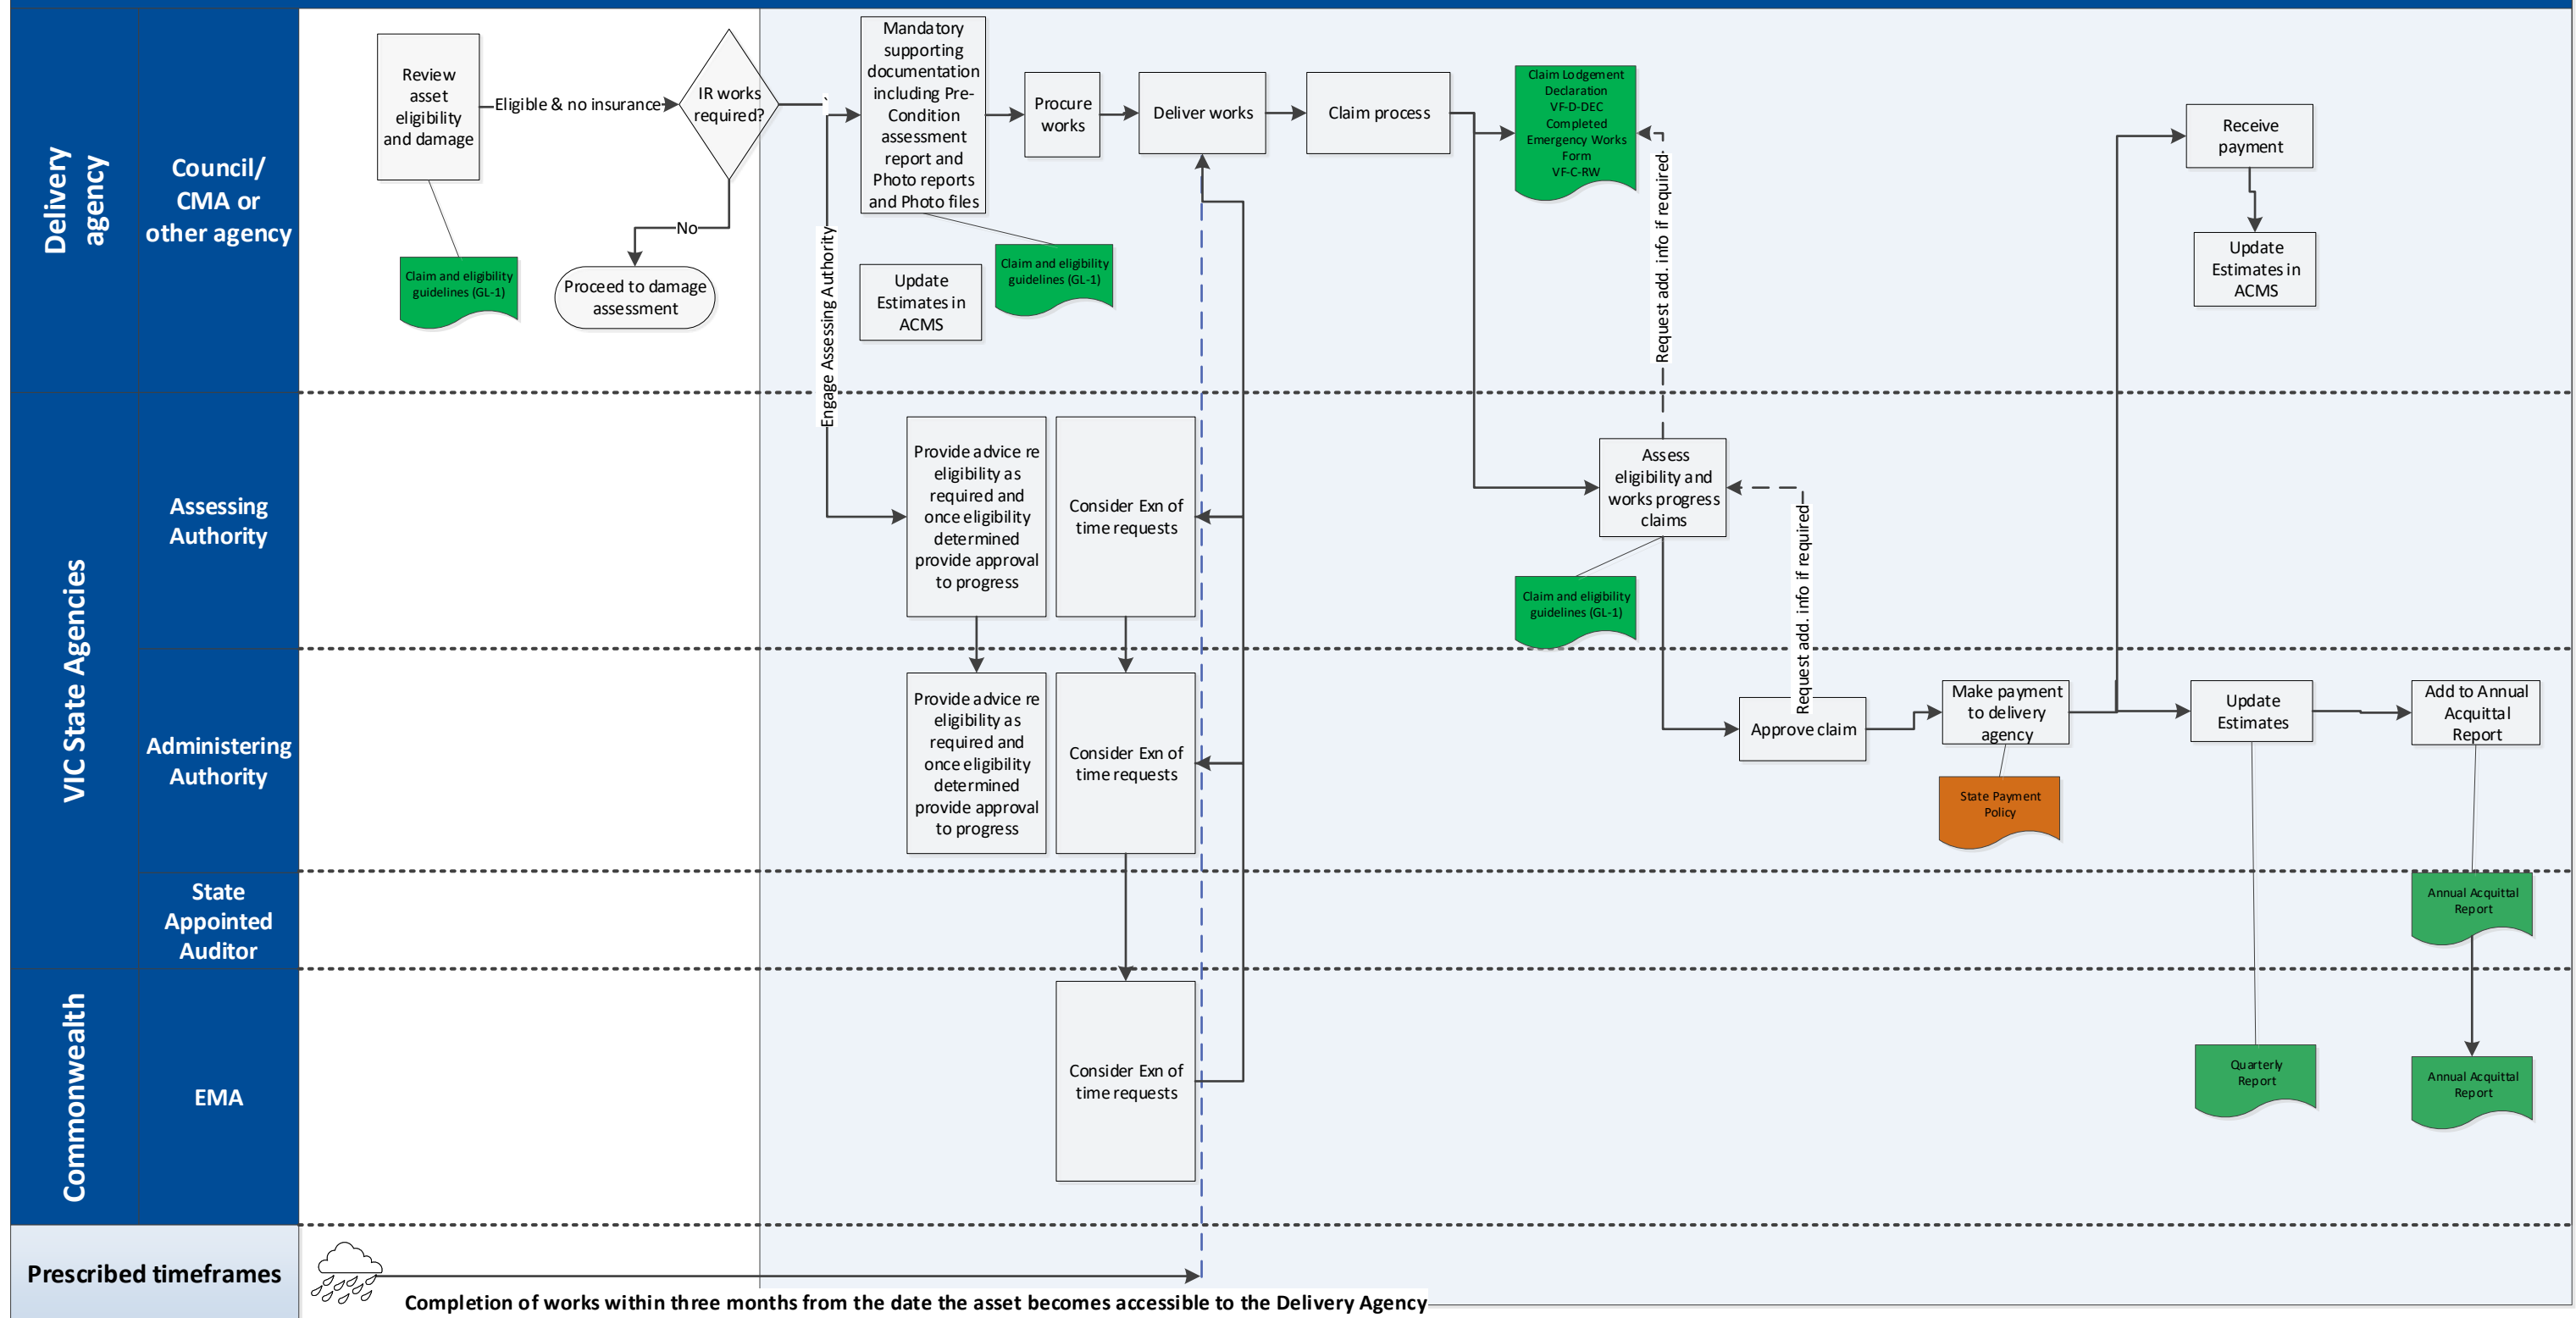 Delivery
agency
Council/
CMA or
other agency
Review
asset
eligibility
and damage
Eligible & no insurance
IR works
required?
No
Proceed to damage
assessment
Claim and eligibility
guidelines (GL-1)
`
Engage Assessing Authority
Mandatory
supporting
documentation
including Pre-
Condition
assessment
report and
Photo reports
and Photo files
Claim and eligibility
guidelines (GL-1)
Update
Estimates in
ACMS
Procure
works
Deliver works
Claim process
Claim Lodgement
Declaration
VF-D-DEC
Completed
Emergency Works
Form
VF-C-RW
Request add. info if required
Receive
payment
Update
Estimates in
ACMS
VIC State Agencies
Assessing
Authority
Provide advice re
eligibility as
required and
once eligibility
determined
provide approval
to progress
Consider Exn of
time requests
Assess
eligibility and
works progress
claims
Claim and eligibility
guidelines (GL-1)
Request add. info if required
Administering
Authority
Provide advice re
eligibility as
required and
once eligibility
determined
provide approval
to progress
Consider Exn of
time requests
Approve claim
Make payment
to delivery
agency
State Payment
Policy
Update
Estimates
Add to Annual
Acquittal
Report
State
Appointed
Auditor
Annual Acquittal
Report
Commonwealth
EMA
Consider Exn of
time requests
Quarterly
Report
Annual Acquittal
Report
Prescribed timeframes
Completion of works within three months from the date the asset becomes accessible to the Delivery Agency